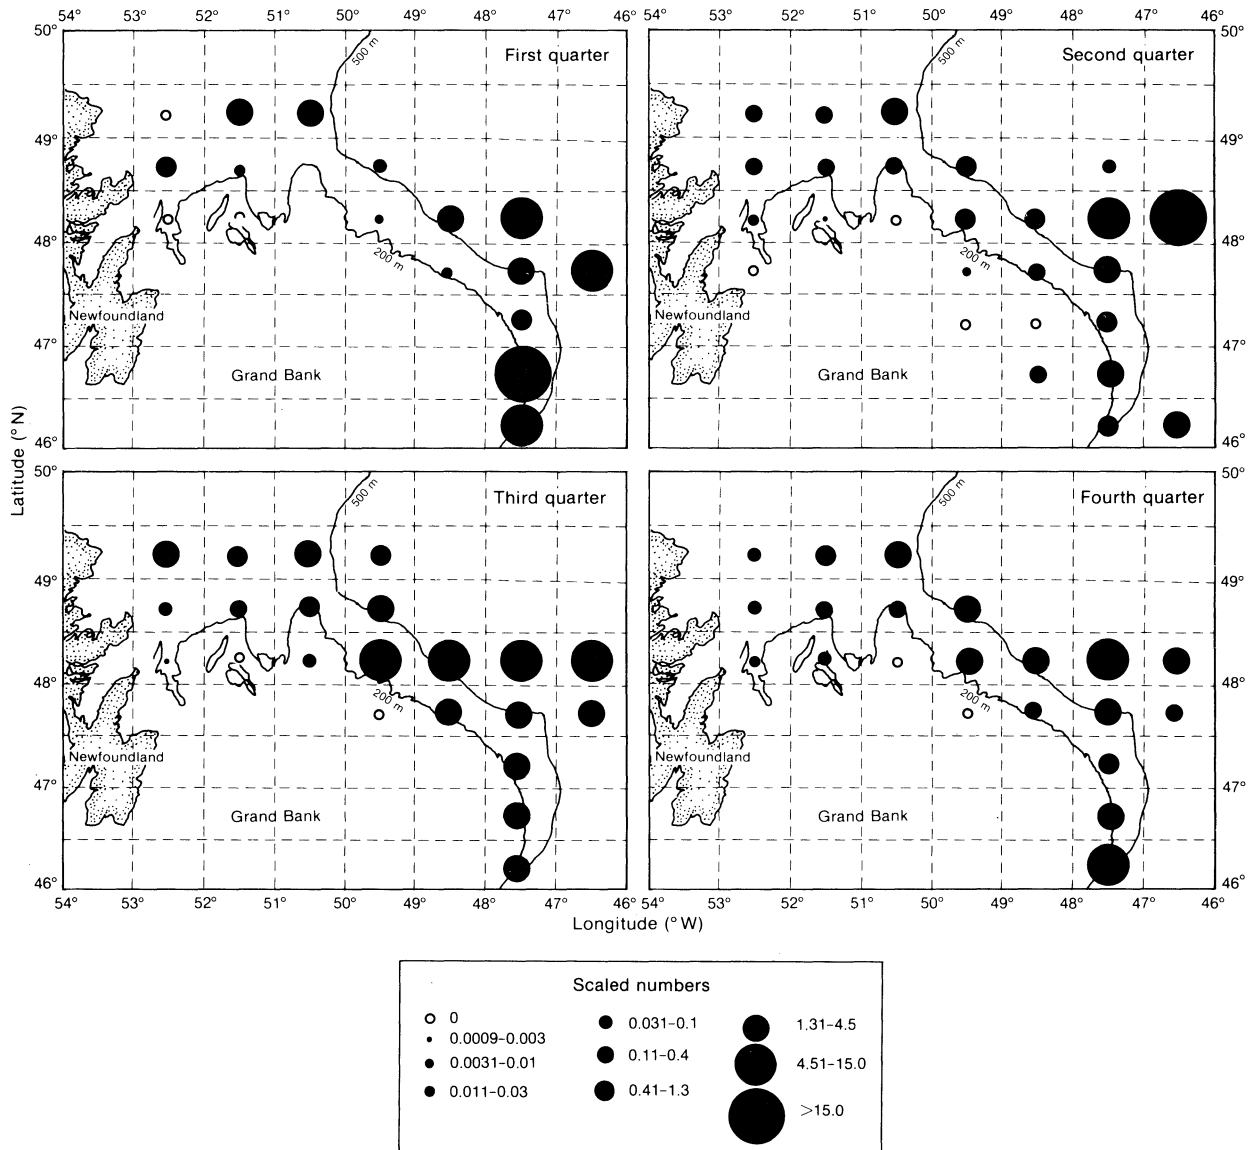 54° 53° 52° 51° 50° 49° 48° 47° 46° 54° 53° 52° 51° 50° 49° 48° 47° 46°
50° 50°
First quarter
500 m
49°
48°
200 m
Newfoundland
47°
Grand Bank
46°
Second quarter
500 m
49°
48°
200 m
Newfoundland
47°
Grand Bank
46°
Latitude (°N)
50° 50°
Third quarter
500 m
49°
48°
200 m
Newfoundland
47°
Grand Bank
46°
Fourth quarter
500 m
49°
48°
200 m
Newfoundland
47°
Grand Bank
46°
54° 53° 52° 51° 50° 49° 48° 47° 46° 54° 53° 52° 51° 50° 49° 48° 47° 46°
Longitude (°W)
Scaled numbers
0
0.0009–0.003
0.0031–0.01
0.011–0.03
0.031–0.1
0.11–0.4
0.41–1.3
1.31–4.5
4.51–15.0
>15.0